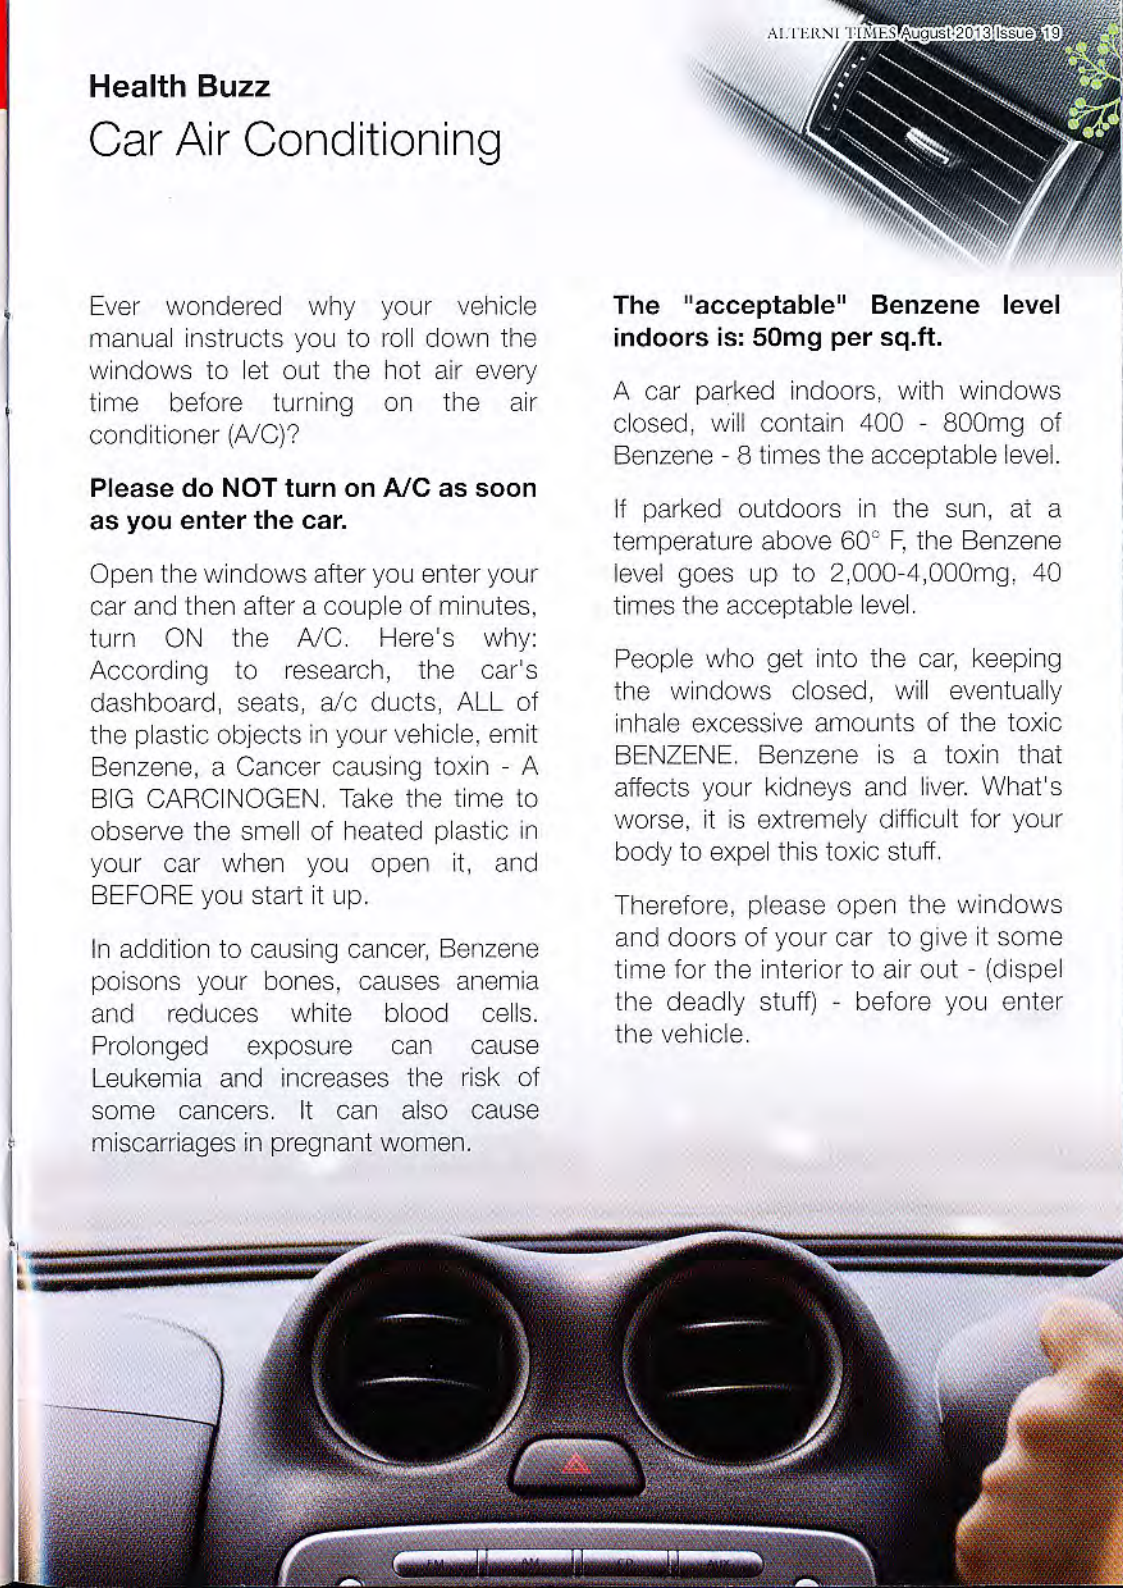 ALTERNI TIMES August 2013 Issue 19
Health Buzz
Car Air Conditioning
Ever wondered why your vehicle
manual instructs you to roll down the
windows to let out the hot air every
time before turning on the air
conditioner (A/C)?
Please do NOT turn on A/C as soon
as you enter the car.
Open the windows after you enter your
car and then after a couple of minutes,
turn ON the A/C. Here's why:
According to research, the car's
dashboard, seats, a/c ducts, ALL of
the plastic objects in your vehicle, emit
Benzene, a Cancer causing toxin - A
BIG CARCINOGEN. Take the time to
observe the smell of heated plastic in
your car when you open it, and
BEFORE you start it up.
In addition to causing cancer, Benzene
poisons your bones, causes anemia
and reduces white blood cells.
Prolonged exposure can cause
Leukemia and increases the risk of
some cancers. It can also cause
miscarriages in pregnant women.
The "acceptable" Benzene level
indoors is: 50mg per sq.ft.
A car parked indoors, with windows
closed, will contain 400 - 800mg of
Benzene - 8 times the acceptable level.
If parked outdoors in the sun, at a
temperature above 60° F, the Benzene
level goes up to 2,000-4,000mg, 40
times the acceptable level.
People who get into the car, keeping
the windows closed, will eventually
inhale excessive amounts of the toxic
BENZENE. Benzene is a toxin that
affects your kidneys and liver. What's
worse, it is extremely difficult for your
body to expel this toxic stuff.
Therefore, please open the windows
and doors of your car to give it some
time for the interior to air out - (dispel
the deadly stuff) - before you enter
the vehicle.
FM AM CD AUX